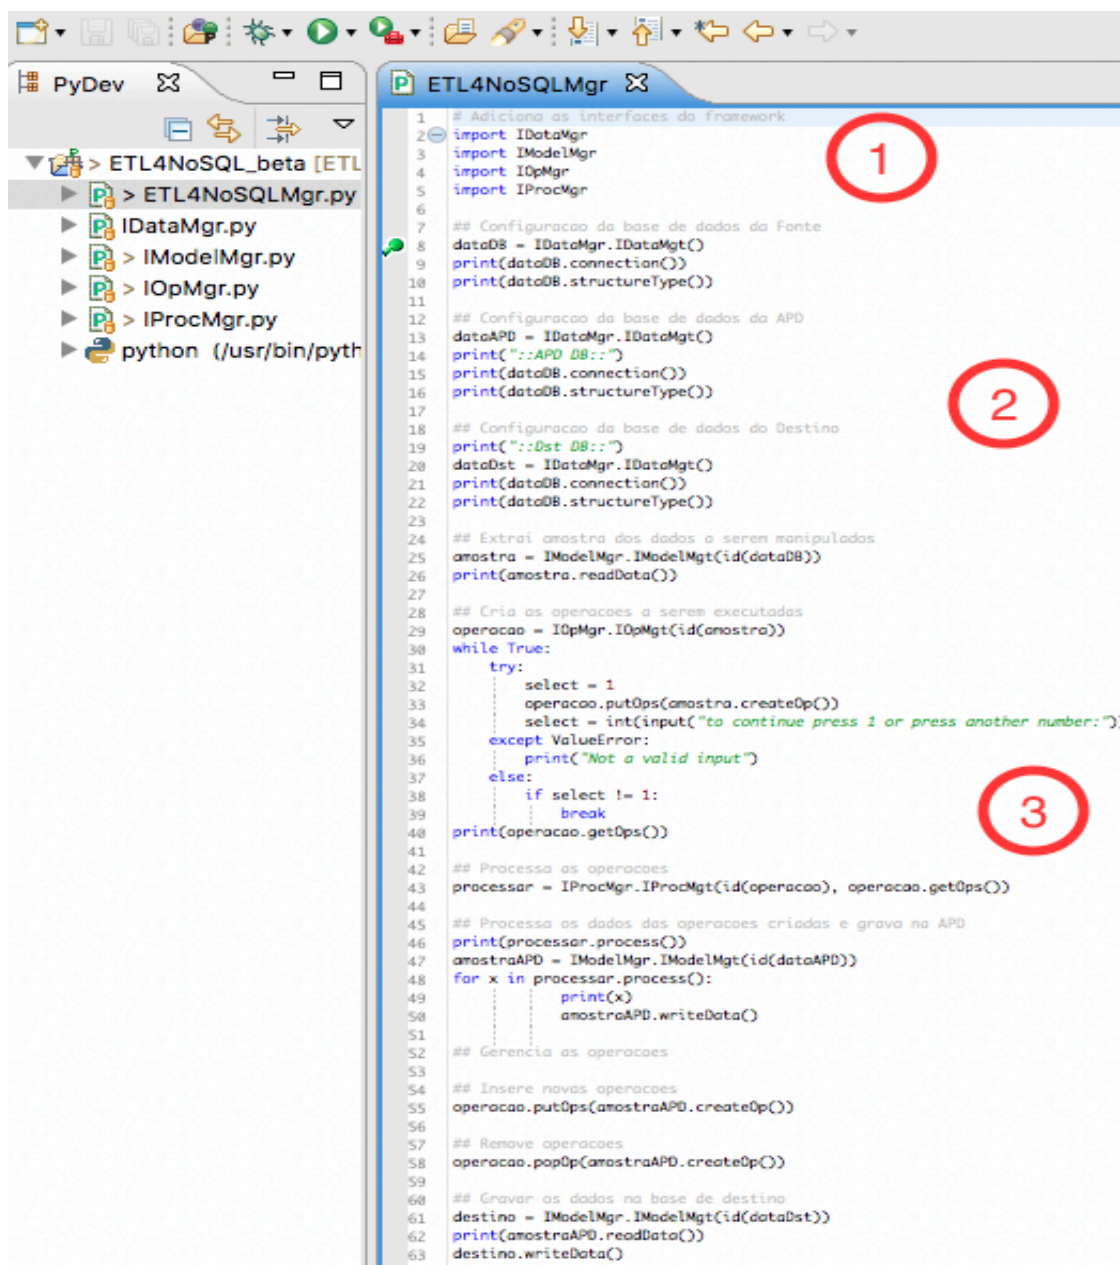 PyDev
ETL4NoSQLMgr
> ETL4NoSQL_beta [ETL
> ETL4NoSQLMgr.py
IDataMgr.py
> IModelMgr.py
> IOpMgr.py
> IProcMgr.py
python (/usr/bin/pyth
1 # Adiciona as interfaces do framework
2 import IDataMgr
3 import IModelMgr
4 import IOpMgr
5 import IProcMgr
6
7 ## Configuracao da base de dados da Fonte
8 dataDB = IDataMgr.IDataMgt()
9 print(dataDB.connection())
10 print(dataDB.structureType())
11
12 ## Configuracao da base de dados da APD
13 dataAPD = IDataMgr.IDataMgt()
14 print("::APD DB::")
15 print(dataDB.connection())
16 print(dataDB.structureType())
17
18 ## Configuracao da base de dados do Destino
19 print("::Dst DB::")
20 dataDst = IDataMgr.IDataMgt()
21 print(dataDB.connection())
22 print(dataDB.structureType())
23
24 ## Extrai amostra dos dados a serem manipulados
25 amostra = IModelMgr.IModelMgt(id(dataDB))
26 print(amostra.readData())
27
28 ## Cria as operacoes a serem executadas
29 operacao = IOpMgr.IOpMgt(id(amostra))
30 while True:
31 try:
32 select = 1
33 operacao.putOps(amostra.createOp())
34 select = int(input("to continue press 1 or press another number:"))
35 except ValueError:
36 print("Not a valid input")
37 else:
38 if select != 1:
39 break
40 print(operacao.getOps())
41
42 ## Processa as operacoes
43 processar = IProcMgr.IProcMgt(id(operacao), operacao.getOps())
44
45 ## Processa os dados das operacoes criadas e grava na APD
46 print(processar.process())
47 amostraAPD = IModelMgr.IModelMgt(id(dataAPD))
48 for x in processar.process():
49 print(x)
50 amostraAPD.writeData()
51
52 ## Gerencia as operacoes
53
54 ## Insere novas operacoes
55 operacao.putOps(amostraAPD.createOp())
56
57 ## Remove operacoes
58 operacao.popOp(amostraAPD.createOp())
59
60 ## Gravar os dados na base de destino
61 destino = IModelMgr.IModelMgt(id(dataDst))
62 print(amostraAPD.readData())
63 destino.writeData()
1
2
3